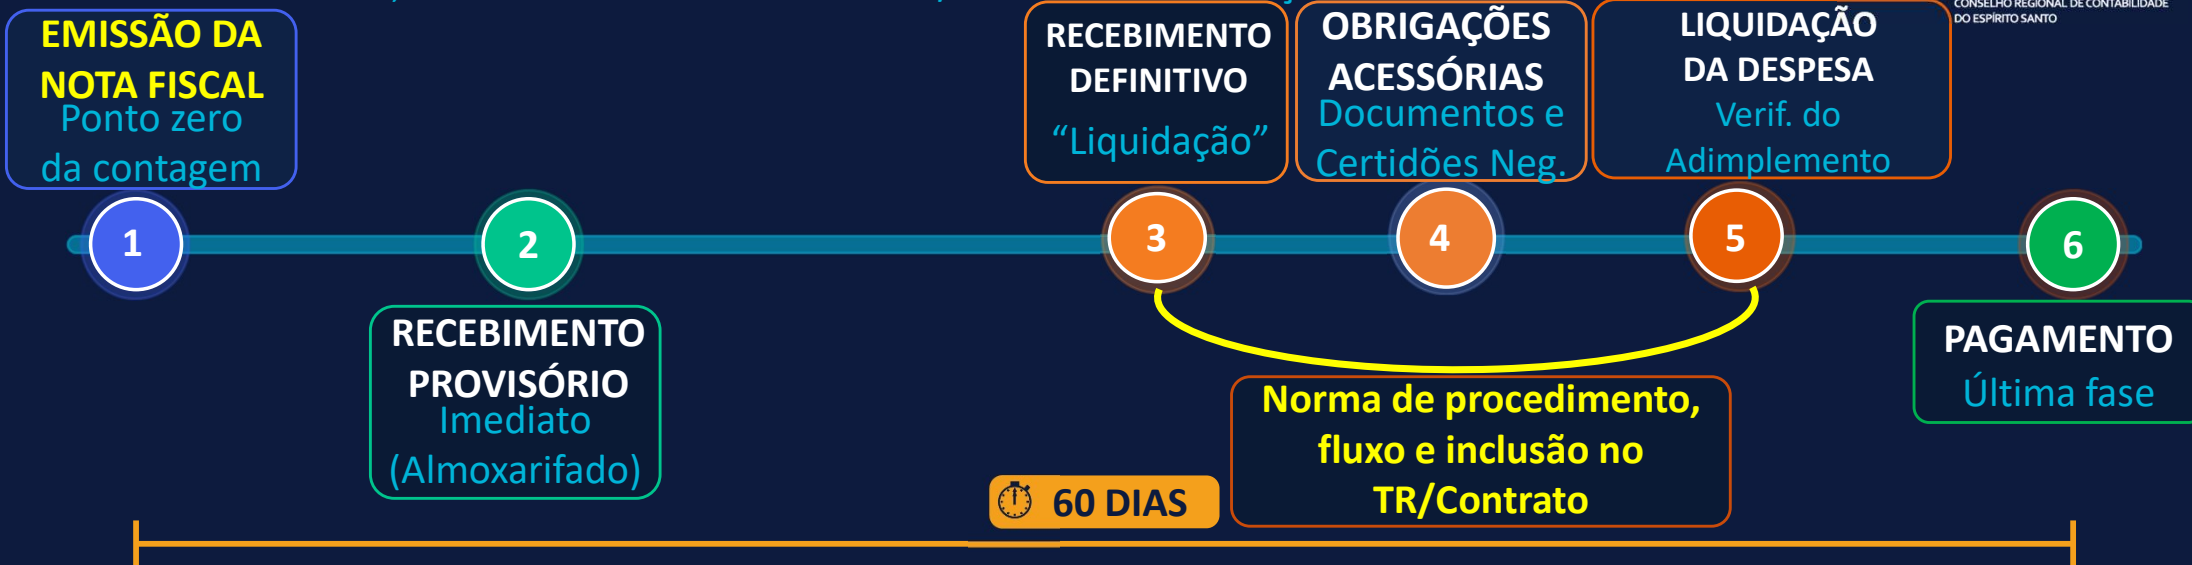 CONSELHO REGIONAL DE CONTABILIDADE
DO ESPÍRITO SANTO
EMISSÃO DA
NOTA FISCAL
Ponto zero
da contagem
RECEBIMENTO
DEFINITIVO
“Liquidação”
OBRIGAÇÕES
ACESSÓRIAS
Documentos e
Certidões Neg.
LIQUIDAÇÃO
DA DESPESA
Verif. do
Adimplemento
1
2
3
4
5
6
RECEBIMENTO
PROVISÓRIO
Imediato
(Almoxarifado)
PAGAMENTO
Última fase
Norma de procedimento,
fluxo e inclusão no
TR/Contrato
60 DIAS